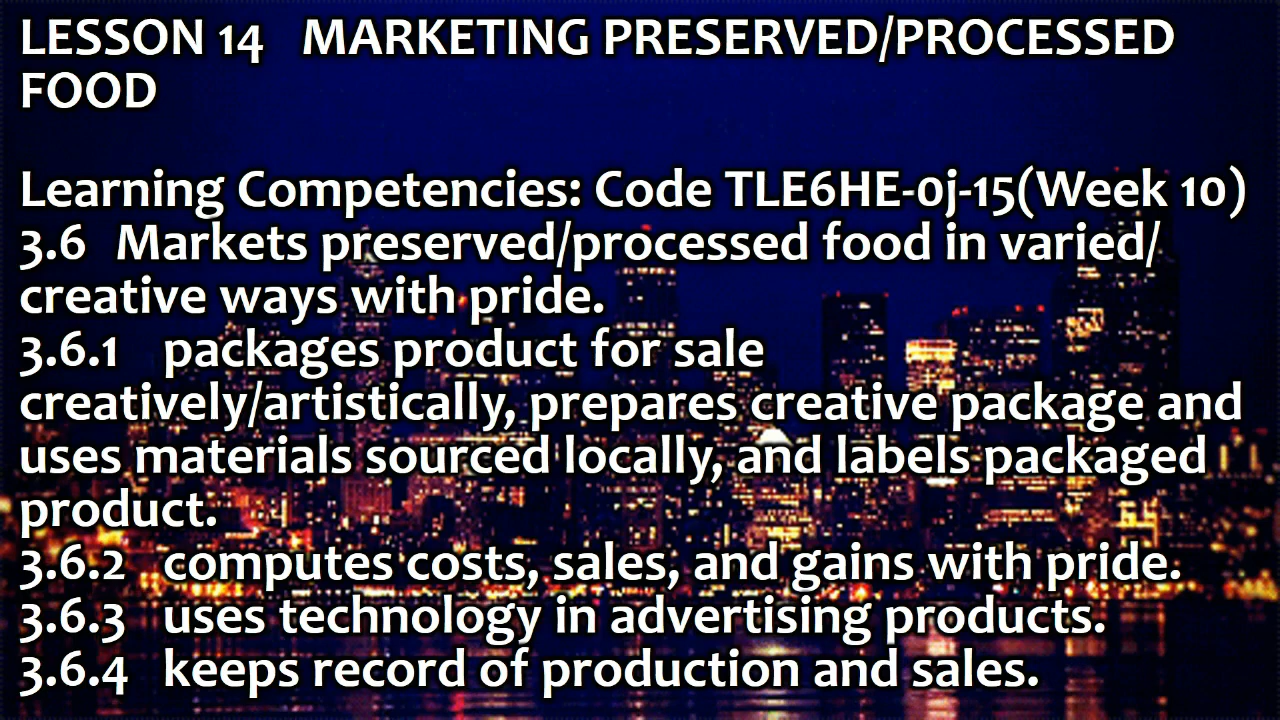 LESSON 14 MARKETING PRESERVED/PROCESSED
FOOD
Learning Competencies: Code TLE6HE-0j-15(Week 10)
3.6 Markets preserved/processed food in varied/
creative ways with pride.
3.6.1 packages product for sale
creatively/artistically, prepares creative package and
uses materials sourced locally, and labels packaged
product.
3.6.2 computes costs, sales, and gains with pride.
3.6.3 uses technology in advertising products.
3.6.4 keeps record of production and sales.